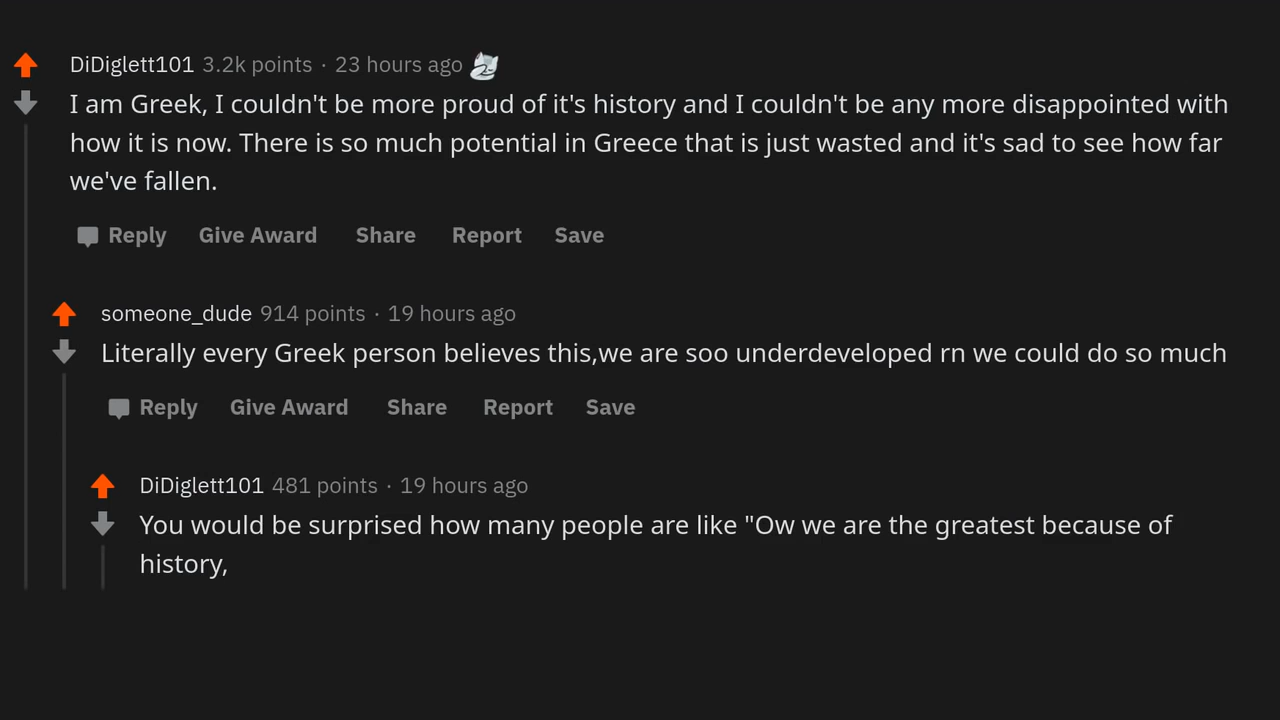 DiDiglett101 3.2k points · 23 hours ago
I am Greek, I couldn't be more proud of it's history and I couldn't be any more disappointed with
how it is now. There is so much potential in Greece that is just wasted and it's sad to see how far
we've fallen.
Reply Give Award Share Report Save
someone_dude 914 points · 19 hours ago
Literally every Greek person believes this,we are soo underdeveloped rn we could do so much
Reply Give Award Share Report Save
DiDiglett101 481 points · 19 hours ago
You would be surprised how many people are like "Ow we are the greatest because of
history,